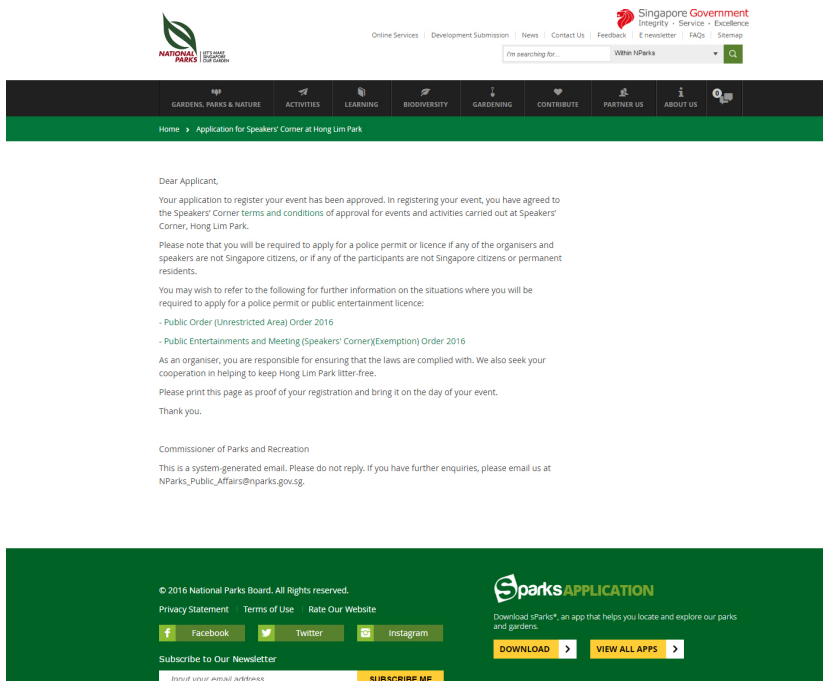 Singapore Government
Integrity · Service · Excellence
Online Services | Development Submission | News | Contact Us | Feedback | E newsletter | FAQs | Sitemap
NATIONAL PARKS
LET'S MAKE SINGAPORE OUR GARDEN
I'm searching for...
Within NParks
GARDENS, PARKS & NATURE
ACTIVITIES
LEARNING
BIODIVERSITY
GARDENING
CONTRIBUTE
PARTNER US
ABOUT US
0
Home > Application for Speakers' Corner at Hong Lim Park
Dear Applicant,
Your application to register your event has been approved. In registering your event, you have agreed to
the Speakers' Corner terms and conditions of approval for events and activities carried out at Speakers'
Corner, Hong Lim Park.
Please note that you will be required to apply for a police permit or licence if any of the organisers and
speakers are not Singapore citizens, or if any of the participants are not Singapore citizens or permanent
residents.
You may wish to refer to the following for further information on the situations where you will be
required to apply for a police permit or public entertainment licence:
- Public Order (Unrestricted Area) Order 2016
- Public Entertainments and Meeting (Speakers' Corner)(Exemption) Order 2016
As an organiser, you are responsible for ensuring that the laws are complied with. We also seek your
cooperation in helping to keep Hong Lim Park litter-free.
Please print this page as proof of your registration and bring it on the day of your event.
Thank you.
Commissioner of Parks and Recreation
This is a system-generated email. Please do not reply. If you have further enquiries, please email us at
NParks_Public_Affairs@nparks.gov.sg.
© 2016 National Parks Board. All Rights reserved.
Privacy Statement | Terms of Use | Rate Our Website
Facebook
Twitter
Instagram
Subscribe to Our Newsletter
Input your email address
SUBSCRIBE ME
sparks APPLICATION
Download sParks*, an app that helps you locate and explore our parks
and gardens.
DOWNLOAD >
VIEW ALL APPS >